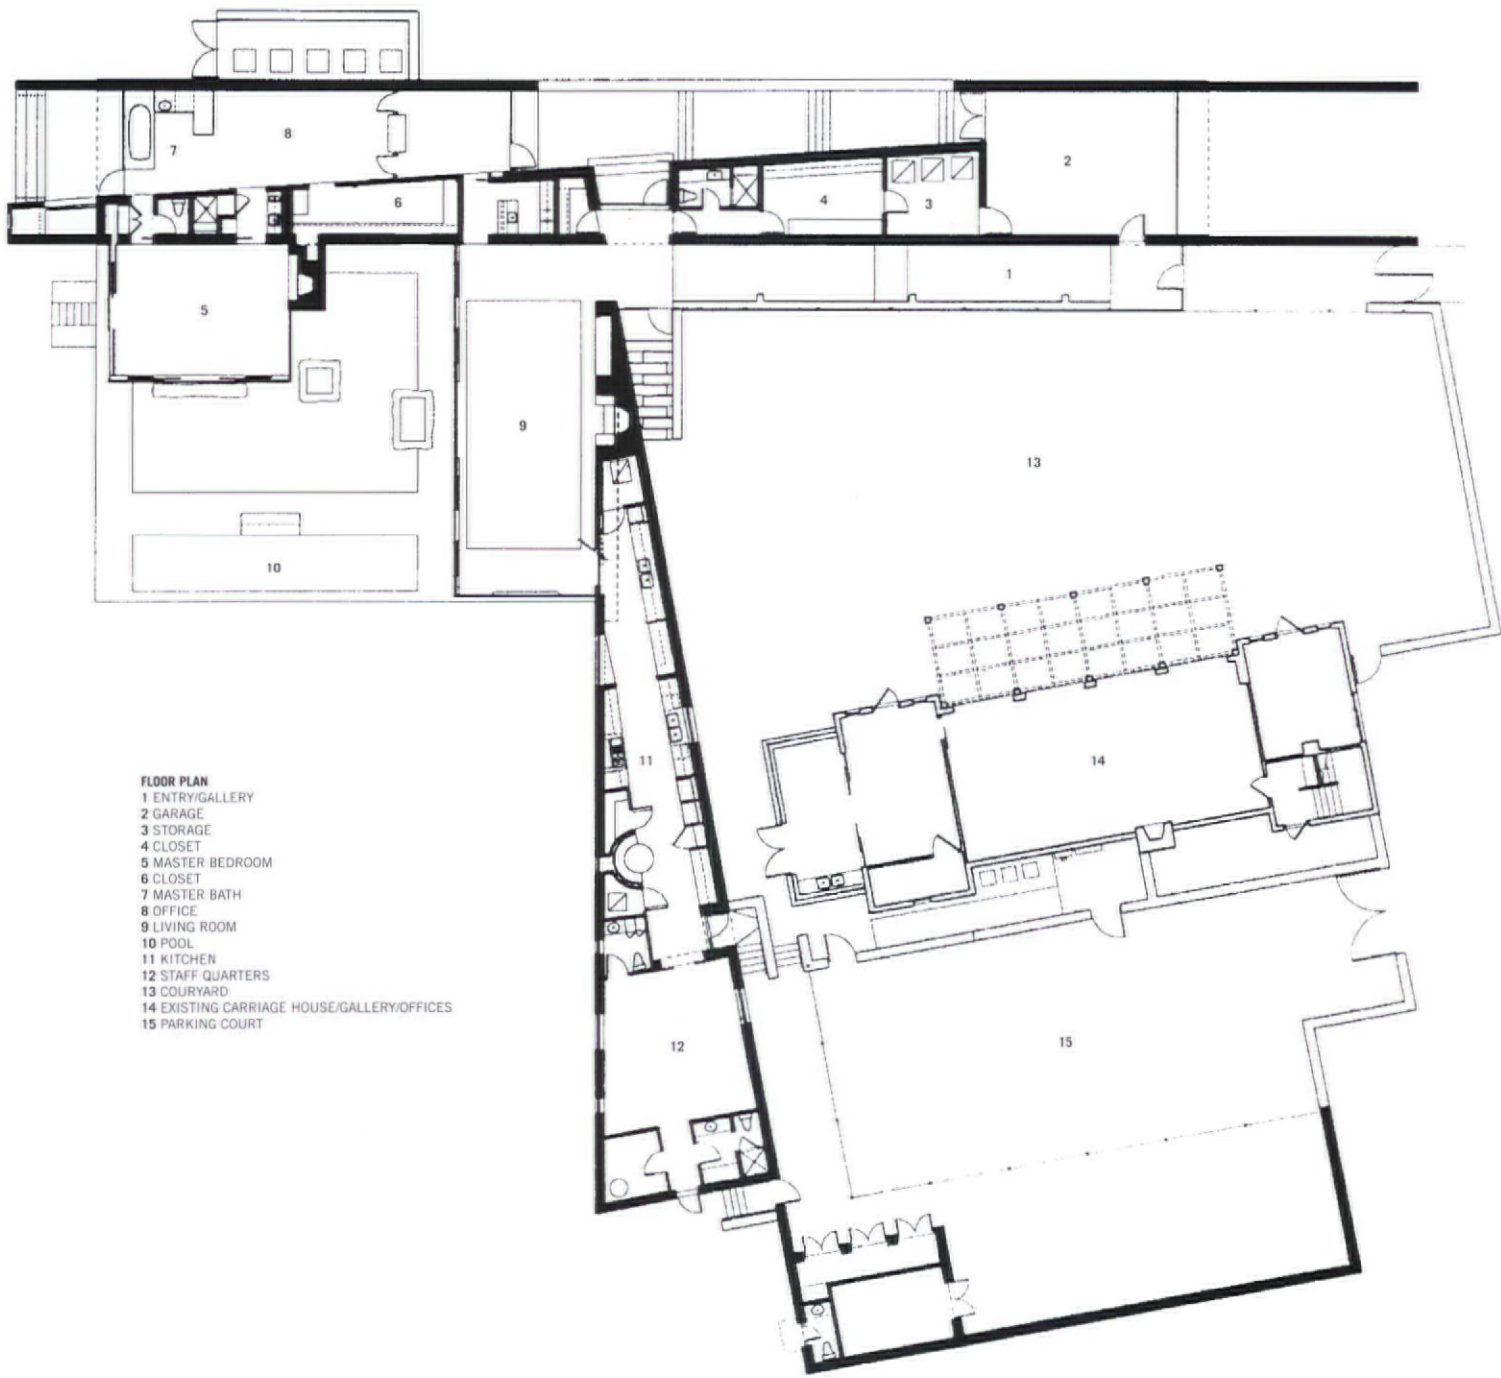 7
8
2
6
4
3
1
5
9
13
10
11
14
12
15
FLOOR PLAN
1 ENTRY/GALLERY
2 GARAGE
3 STORAGE
4 CLOSET
5 MASTER BEDROOM
6 CLOSET
7 MASTER BATH
8 OFFICE
9 LIVING ROOM
10 POOL
11 KITCHEN
12 STAFF QUARTERS
13 COURYARD
14 EXISTING CARRIAGE HOUSE/GALLERY/OFFICES
15 PARKING COURT